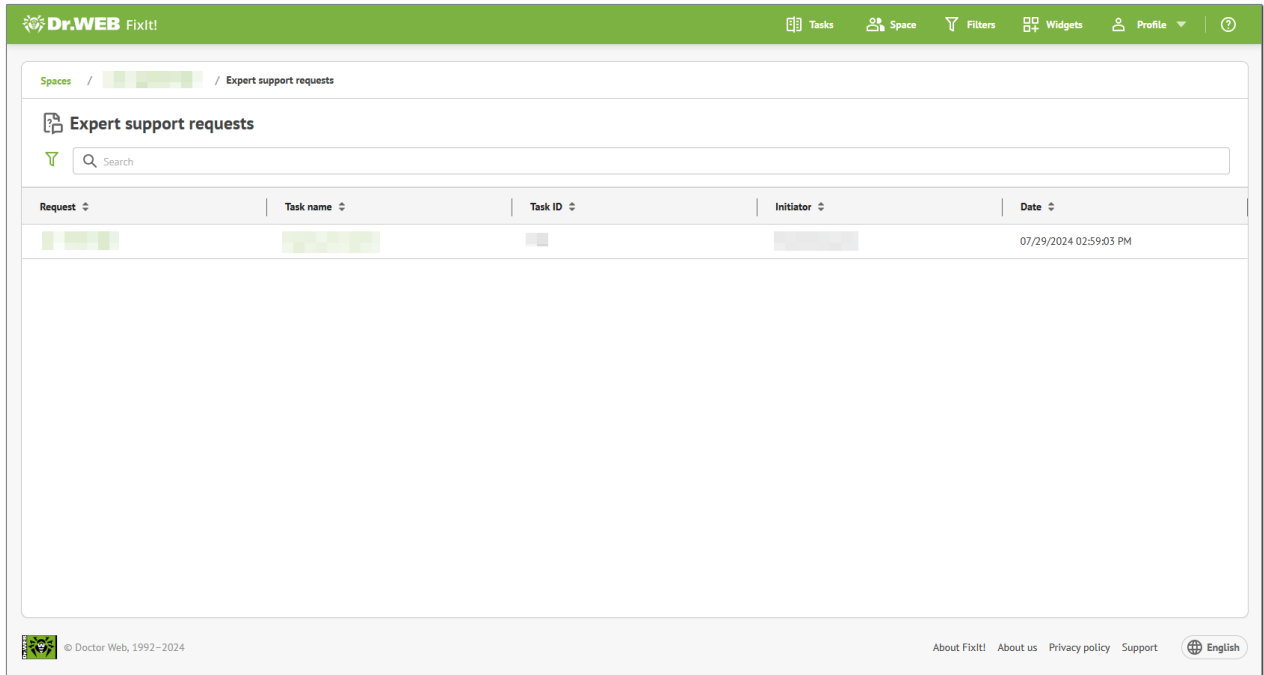 Dr.WEB FixIt! Tasks Space Filters Widgets Profile
Spaces / / Expert support requests
Expert support requests
Search
Request Task name Task ID Initiator Date
07/29/2024 02:59:03 PM
© Doctor Web, 1992–2024 About FixIt! About us Privacy policy Support English